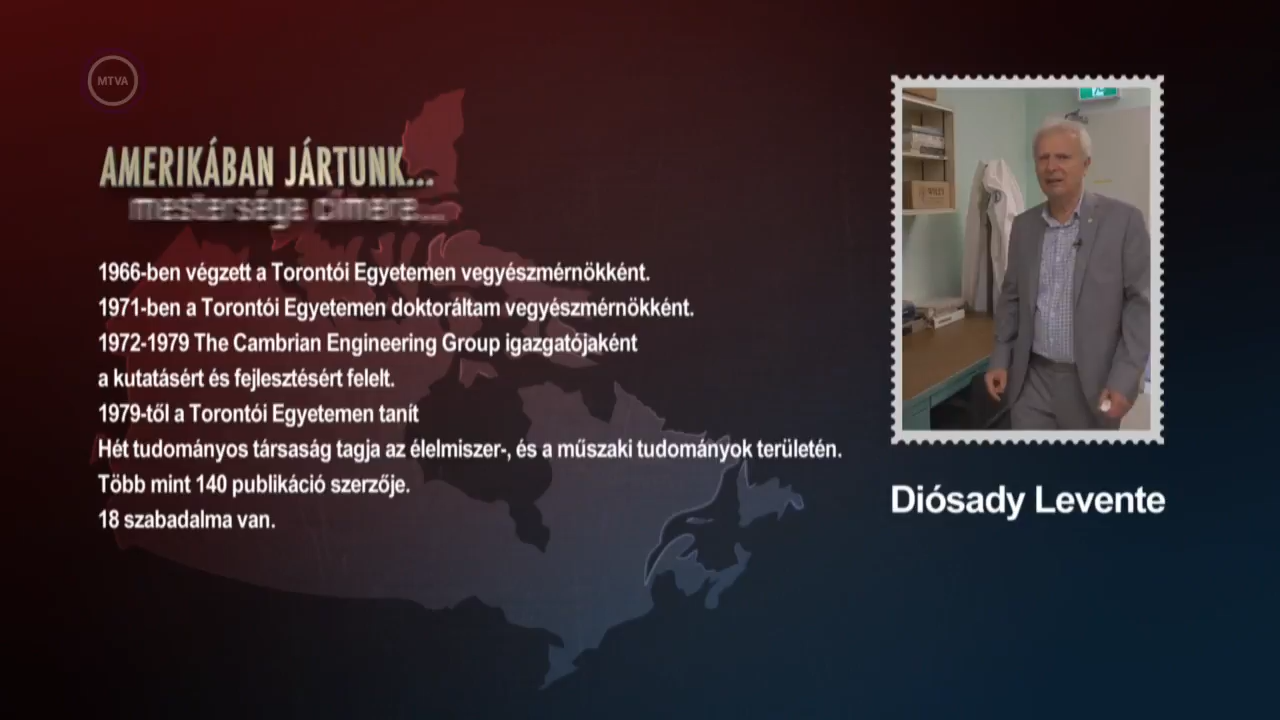 MTVA
AMERIKÁBAN JÁRTUNK...
mestersége címere...
1966-ben végzett a Torontói Egyetemen vegyészmérnökként.
1971-ben a Torontói Egyetemen doktoráltam vegyészmérnökként.
1972-1979 The Cambrian Engineering Group igazgatójaként
a kutatásért és fejlesztésért felelt.
1979-től a Torontói Egyetemen tanít
Hét tudományos társaság tagja az élelmiszer-, és a műszaki tudományok területén.
Több mint 140 publikáció szerzője.
18 szabadalma van.
Diósady Levente